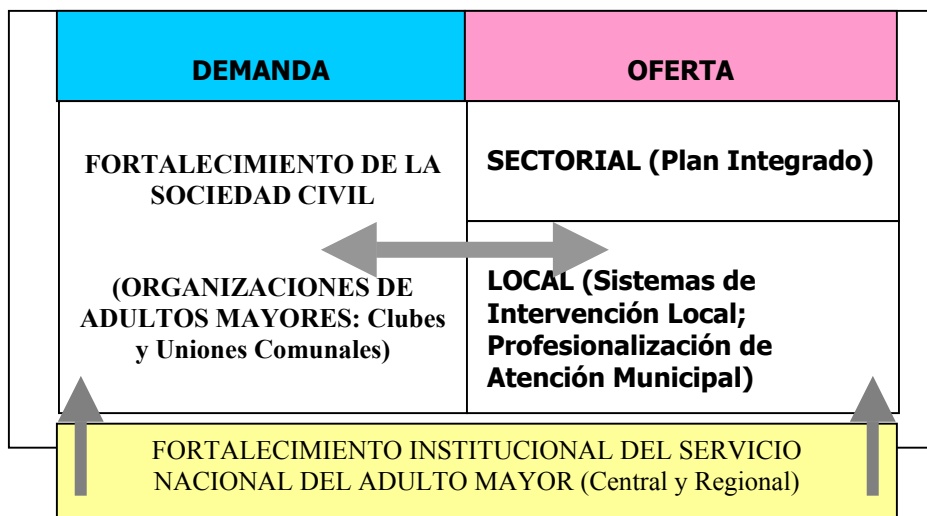 DEMANDA
OFERTA
FORTALECIMIENTO DE LA
SOCIEDAD CIVIL
(ORGANIZACIONES DE
ADULTOS MAYORES: Clubes
y Uniones Comunales)
SECTORIAL (Plan Integrado)
LOCAL (Sistemas de
Intervención Local;
Profesionalización de
Atención Municipal)
FORTALECIMIENTO INSTITUCIONAL DEL SERVICIO
NACIONAL DEL ADULTO MAYOR (Central y Regional)